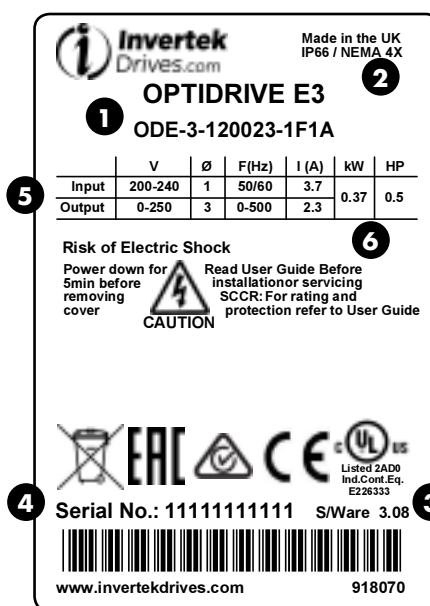 Invertek
Drives.com
Made in the UK
IP66 / NEMA 4X
2
OPTIDRIVE E3
1
ODE-3-120023-1F1A
V Ø F(Hz) I (A) kW HP
5
Input 200-240 1 50/60 3.7 0.37 0.5
Output 0-250 3 0-500 2.3
6
Risk of Electric Shock
Power down for
5min before
removing
cover
CAUTION
Read User Guide Before
installationor servicing
SCCR: For rating and
protection refer to User Guide
EAC
CE
c UL us
Listed 2AD0
Ind.Cont.Eq.
E226333
4
Serial No.: 11111111111 S/Ware 3.08
3
www.invertekdrives.com 918070